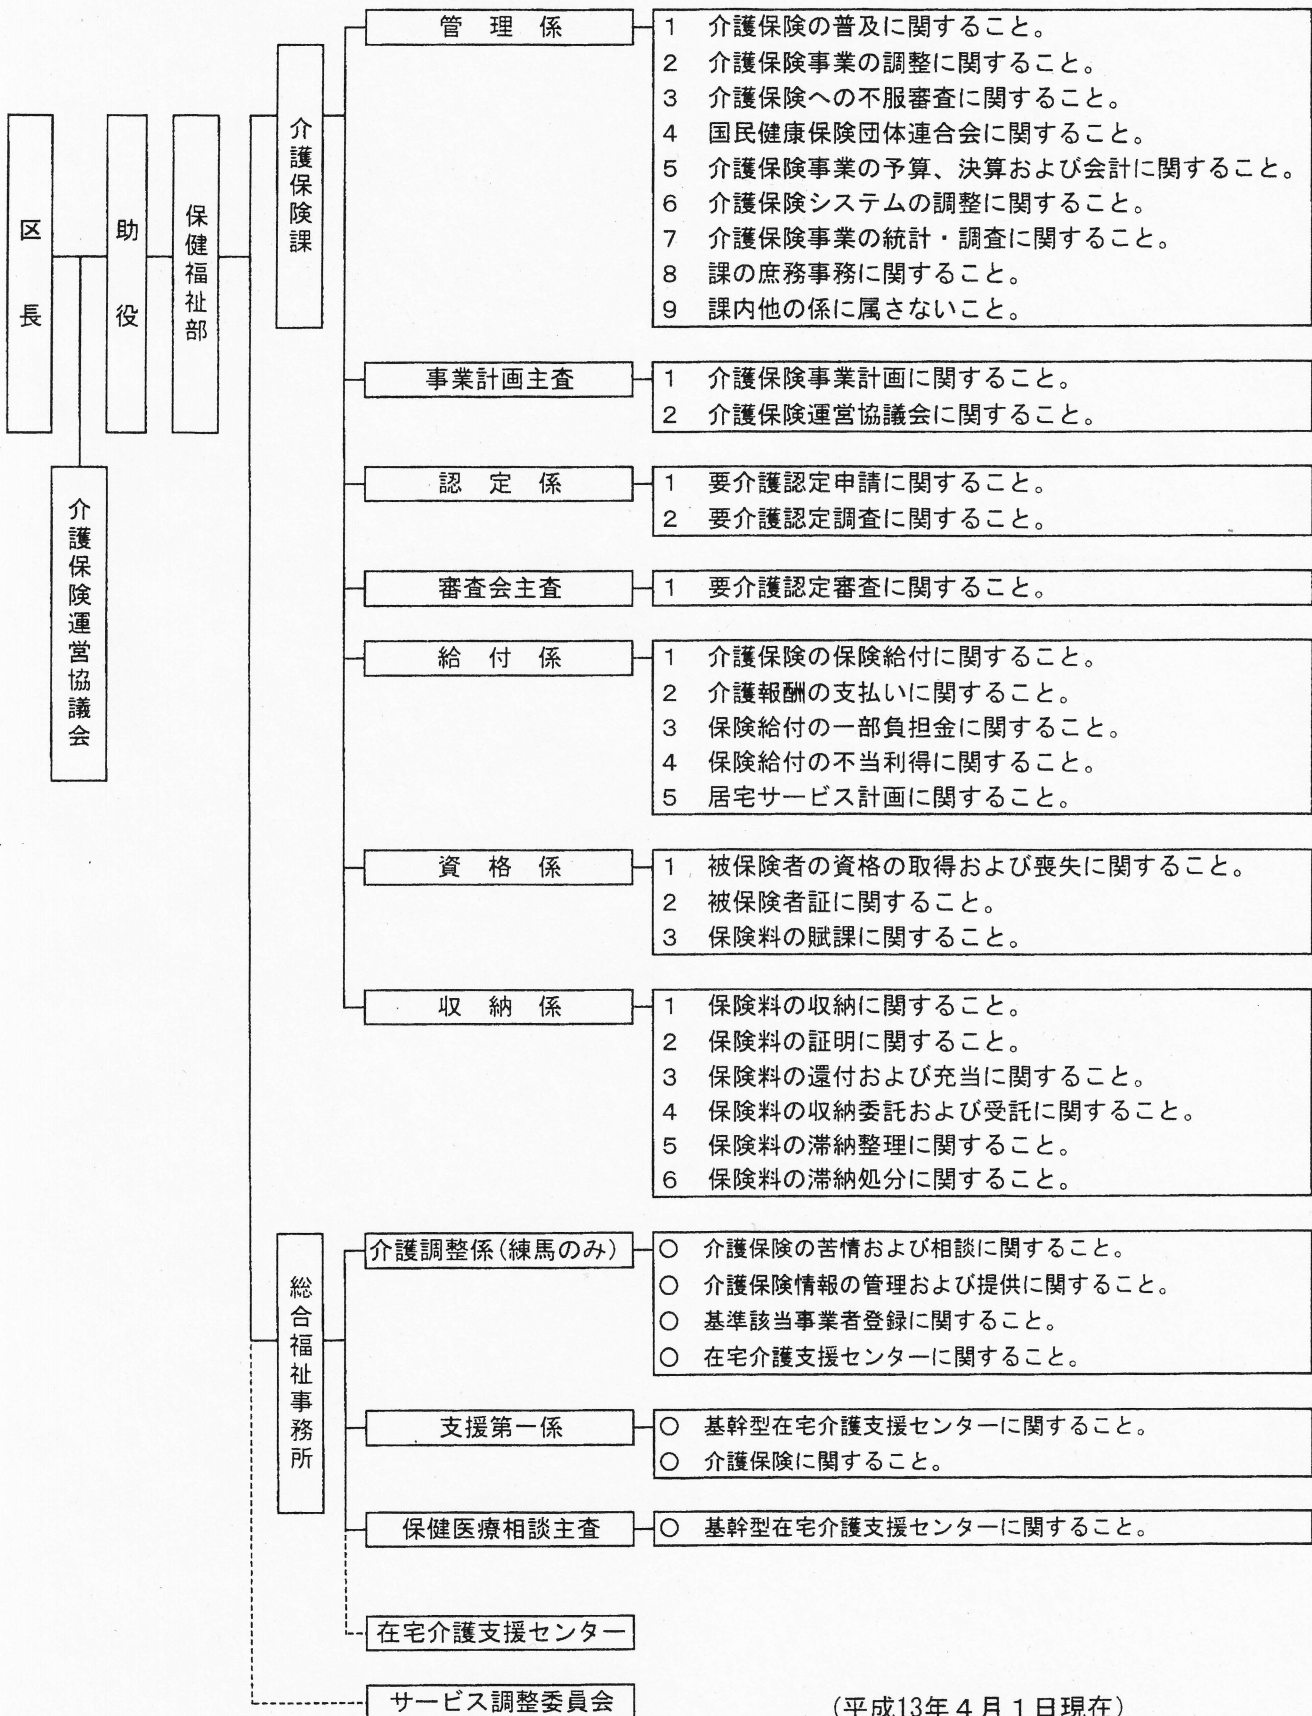 区長
助役
保健福祉部
介護保険運営協議会
介護保険課
管理係
1 介護保険の普及に関すること。
2 介護保険事業の調整に関すること。
3 介護保険への不服審査に関すること。
4 国民健康保険団体連合会に関すること。
5 介護保険事業の予算、決算および会計に関すること。
6 介護保険システムの調整に関すること。
7 介護保険事業の統計・調査に関すること。
8 課の庶務事務に関すること。
9 課内他の係に属さないこと。
事業計画主査
1 介護保険事業計画に関すること。
2 介護保険運営協議会に関すること。
認定係
1 要介護認定申請に関すること。
2 要介護認定調査に関すること。
審査会主査
1 要介護認定審査に関すること。
給付係
1 介護保険の保険給付に関すること。
2 介護報酬の支払いに関すること。
3 保険給付の一部負担金に関すること。
4 保険給付の不当利得に関すること。
5 居宅サービス計画に関すること。
資格係
1 被保険者の資格の取得および喪失に関すること。
2 被保険者証に関すること。
3 保険料の賦課に関すること。
収納係
1 保険料の収納に関すること。
2 保険料の証明に関すること。
3 保険料の還付および充当に関すること。
4 保険料の収納委託および受託に関すること。
5 保険料の滞納整理に関すること。
6 保険料の滞納処分に関すること。
総合福祉事務所
介護調整係(練馬のみ)
○ 介護保険の苦情および相談に関すること。
○ 介護保険情報の管理および提供に関すること。
○ 基準該当事業者登録に関すること。
○ 在宅介護支援センターに関すること。
支援第一係
○ 基幹型在宅介護支援センターに関すること。
○ 介護保険に関すること。
保健医療相談主査
○ 基幹型在宅介護支援センターに関すること。
在宅介護支援センター
サービス調整委員会
(平成13年4月1日現在)